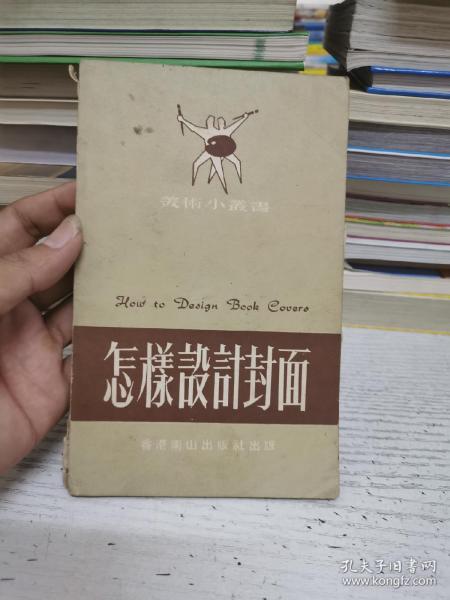 美術小叢書
How to Design Book Covers
怎樣設計封面
香港南山出版社出版
孔夫子旧书网
www.kongfz.com